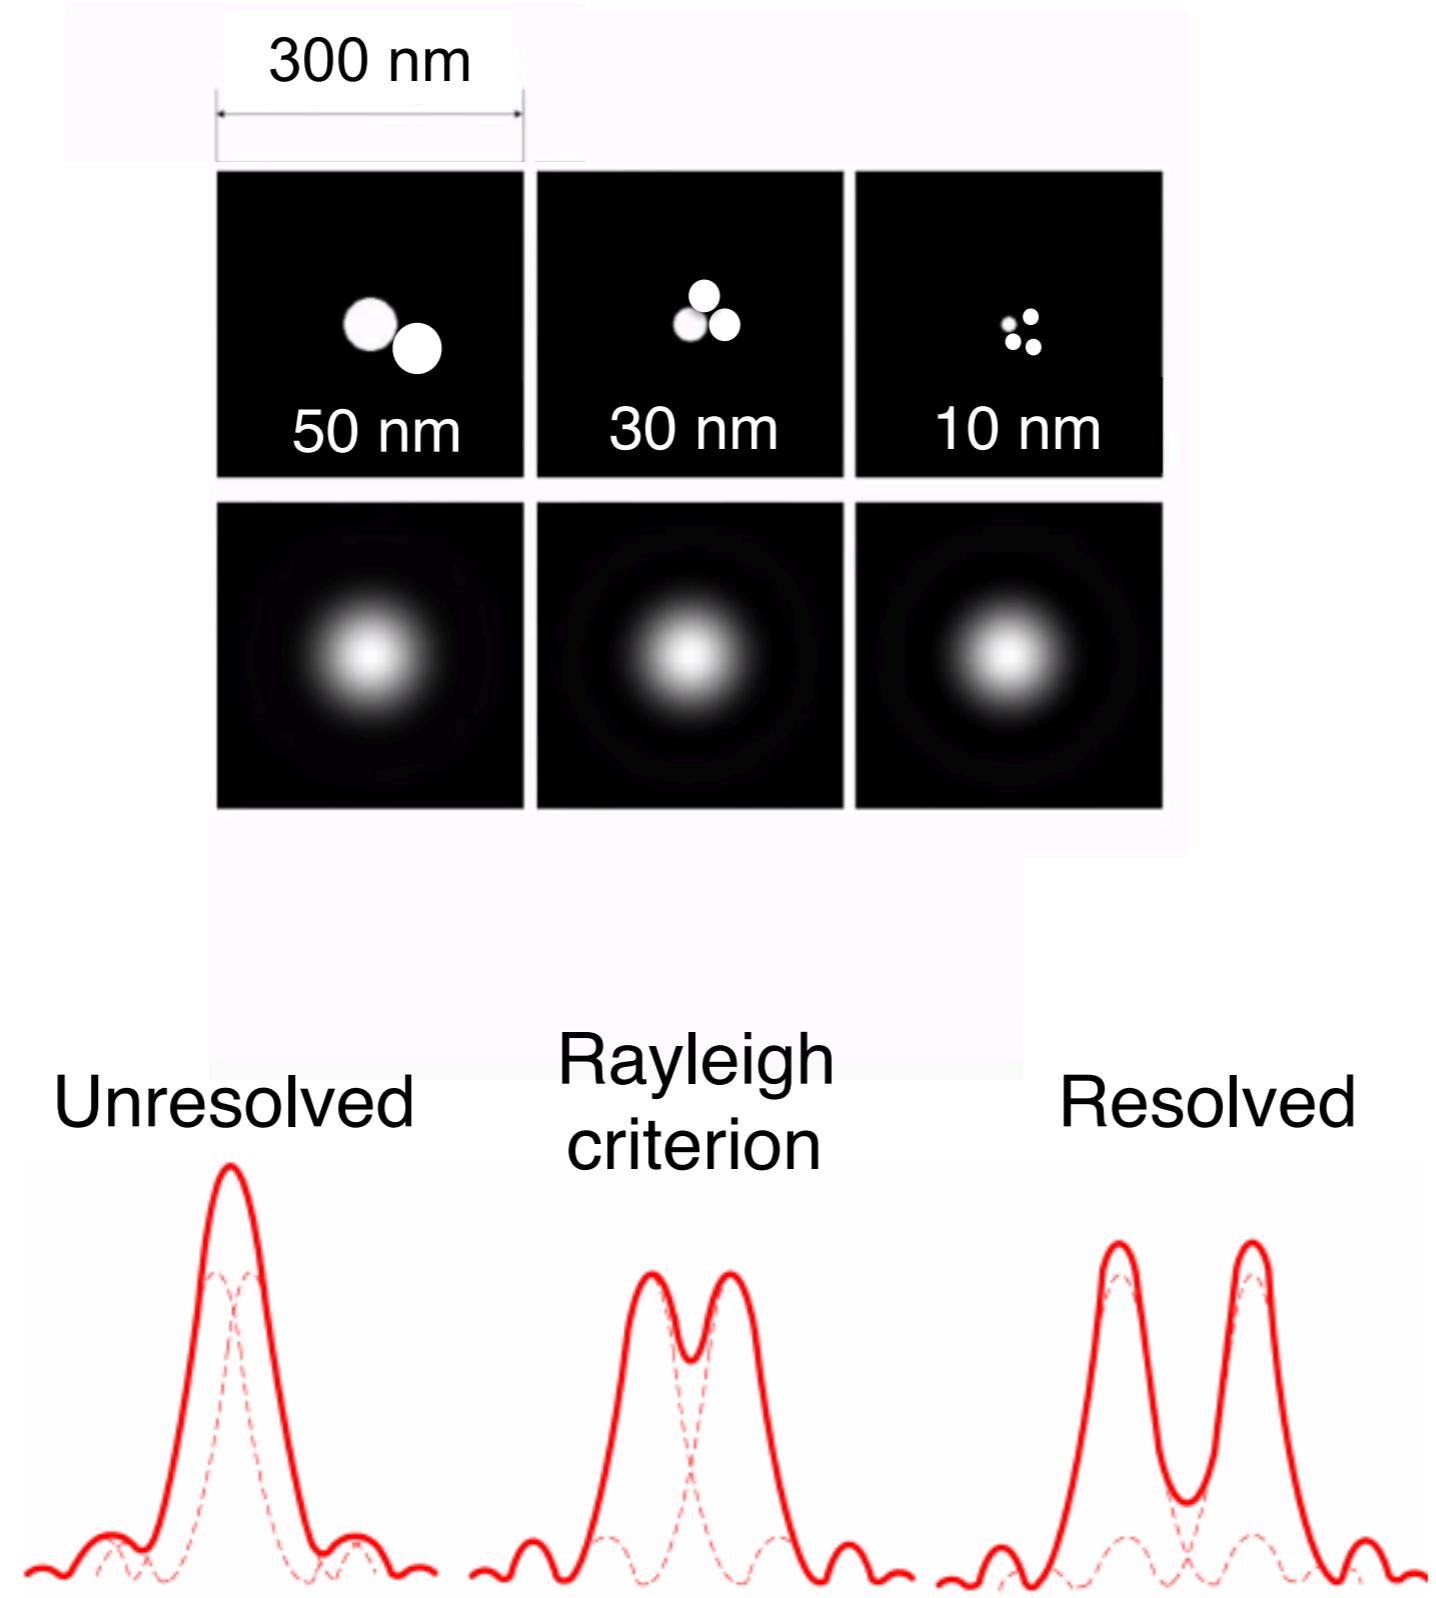 300 nm
50 nm
30 nm
10 nm
Unresolved
Rayleigh
criterion
Resolved